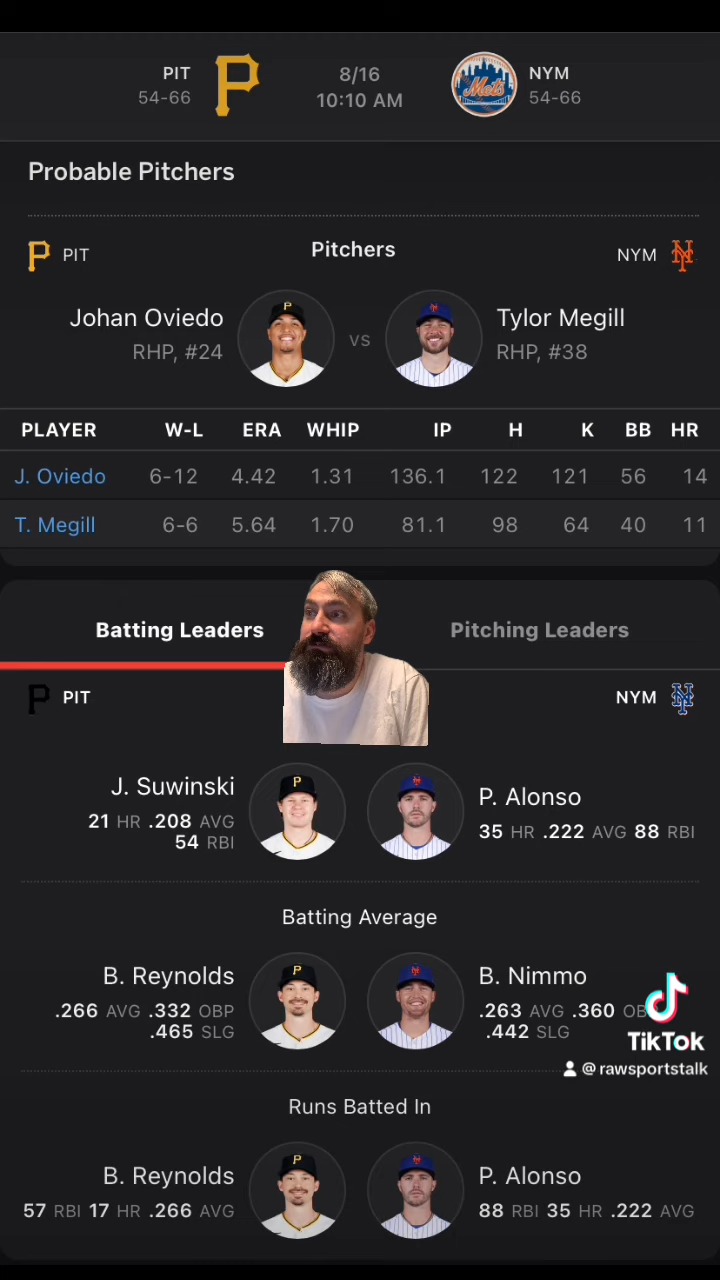 PIT
54-66
P
8/16
10:10 AM
Mets
NYM
54-66
Probable Pitchers
P PIT
Pitchers
NYM NY
Johan Oviedo
RHP, #24
VS
Tylor Megill
RHP, #38
PLAYER W-L ERA WHIP IP H K BB HR
J. Oviedo 6-12 4.42 1.31 136.1 122 121 56 14
T. Megill 6-6 5.64 1.70 81.1 98 64 40 11
Batting Leaders
Pitching Leaders
P PIT
NYM NY
J. Suwinski
21 HR .208 AVG
54 RBI
P. Alonso
35 HR .222 AVG 88 RBI
Batting Average
B. Reynolds
.266 AVG .332 OBP
.465 SLG
B. Nimmo
.263 AVG .360 OB
.442 SLG
TikTok
@rawsportstalk
Runs Batted In
B. Reynolds
57 RBI 17 HR .266 AVG
P. Alonso
88 RBI 35 HR .222 AVG